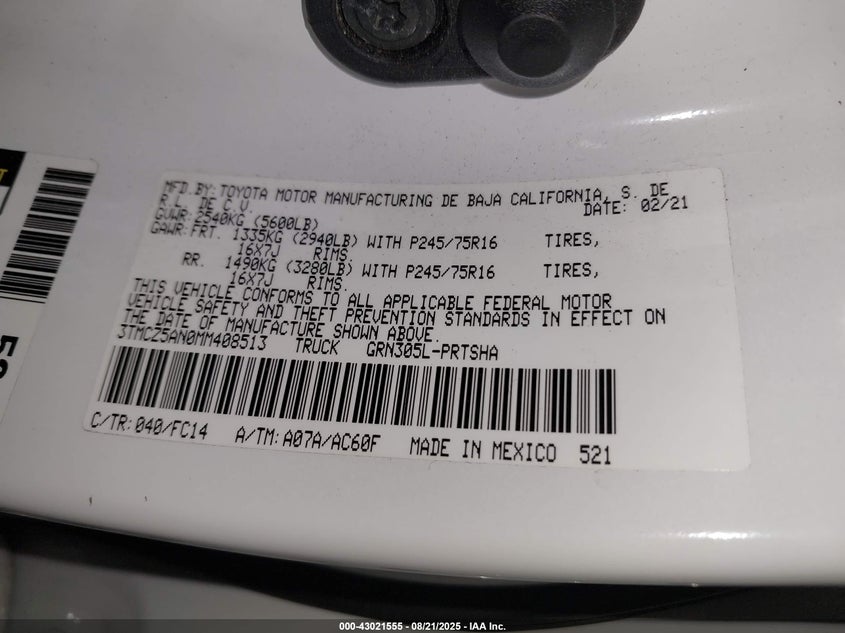 MFD.BY:TOYOTA MOTOR MANUFACTURING DE BAJA CALIFORNIA, S. DE
R.L. DE C.V. DATE: 02/21
GVWR:2540KG (5600LB)
GAWR:FRT. 1335KG (2940LB) WITH P245/75R16 TIRES,
16X7J RIMS.
RR. 1490KG (3280LB) WITH P245/75R16 TIRES,
16X7J RIMS.
THIS VEHICLE CONFORMS TO ALL APPLICABLE FEDERAL MOTOR
VEHICLE SAFETY AND THEFT PREVENTION STANDARDS IN EFFECT ON
THE DATE OF MANUFACTURE SHOWN ABOVE.
3TMCZ5AN0MM408513 TRUCK GRN305L-PRTSHA
C/TR:040/FC14 A/TM:A07A/AC60F MADE IN MEXICO 521
000-43021555 - 08/21/2025 - IAA Inc.